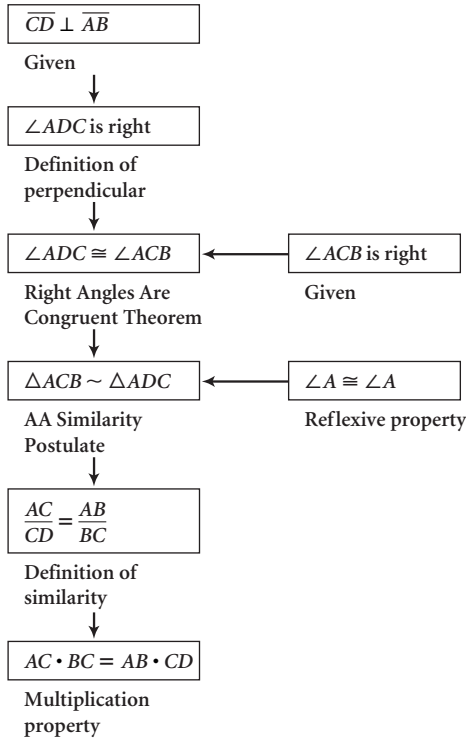 CD ⊥ AB
Given
∠ADC is right
Definition of
perpendicular
∠ADC ≅ ∠ACB
∠ACB is right
Right Angles Are
Congruent Theorem
Given
△ACB ~ △ADC
∠A ≅ ∠A
AA Similarity
Postulate
Reflexive property
AC/CD = AB/BC
Definition of
similarity
AC • BC = AB • CD
Multiplication
property